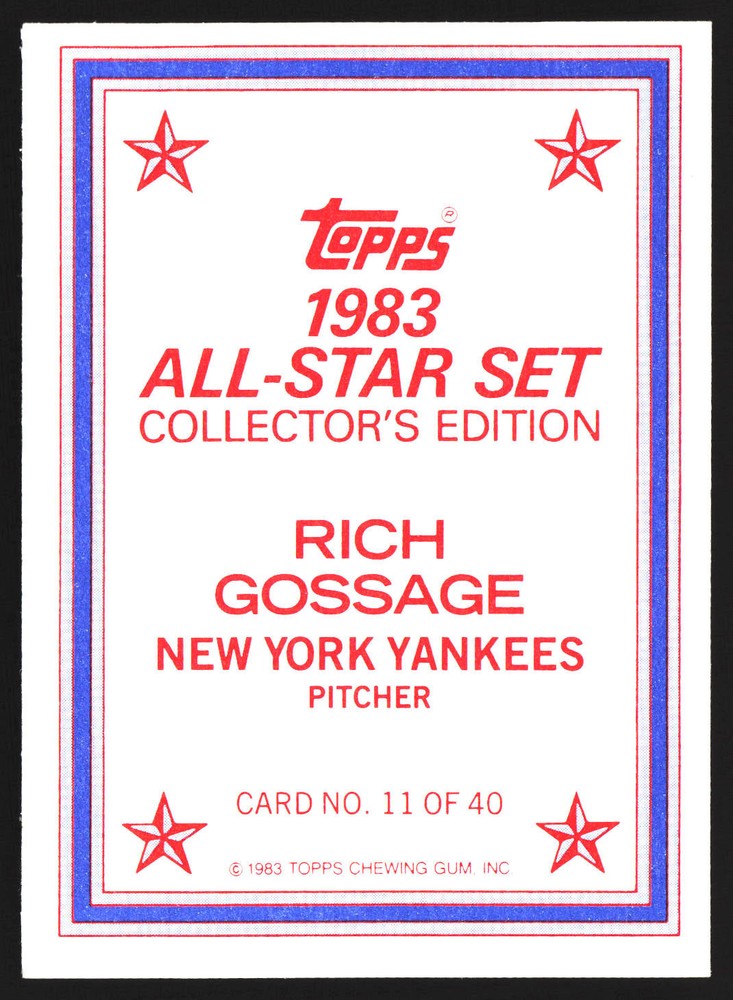 Topps®
1983
ALL-STAR SET
COLLECTOR'S EDITION
RICH
GOSSAGE
NEW YORK YANKEES
PITCHER
CARD NO. 11 OF 40
© 1983 TOPPS CHEWING GUM, INC.